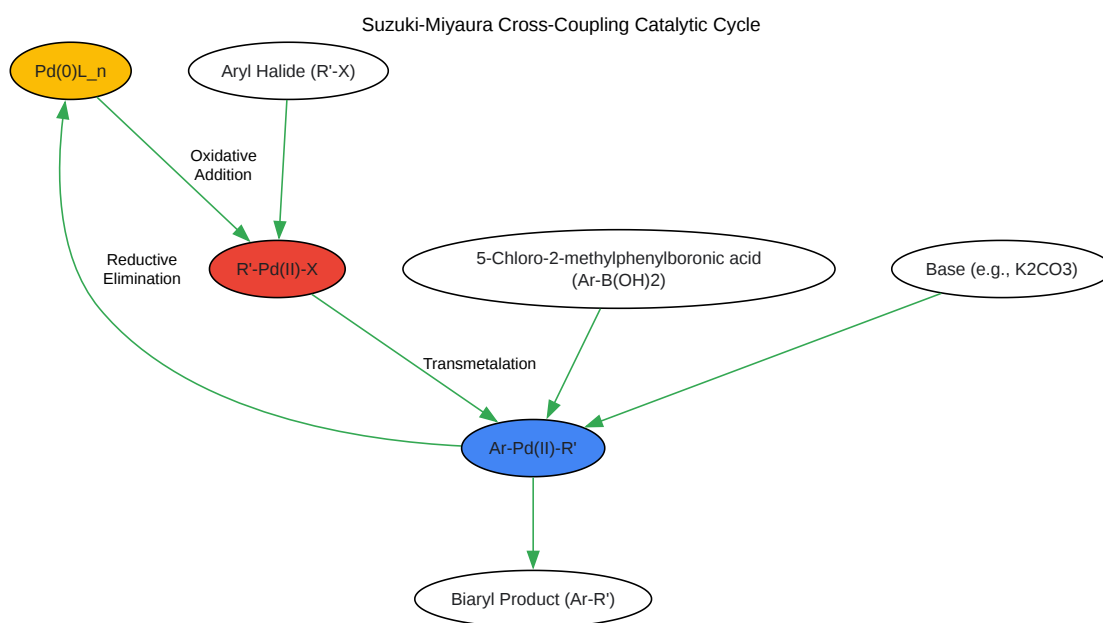 Suzuki-Miyaura Cross-Coupling Catalytic Cycle
Pd(0)L_n
Aryl Halide (R'-X)
Oxidative
Addition
Reductive
Elimination
R'-Pd(II)-X
5-Chloro-2-methylphenylboronic acid
(Ar-B(OH)2)
Base (e.g., K2CO3)
Transmetalation
Ar-Pd(II)-R'
Biaryl Product (Ar-R')